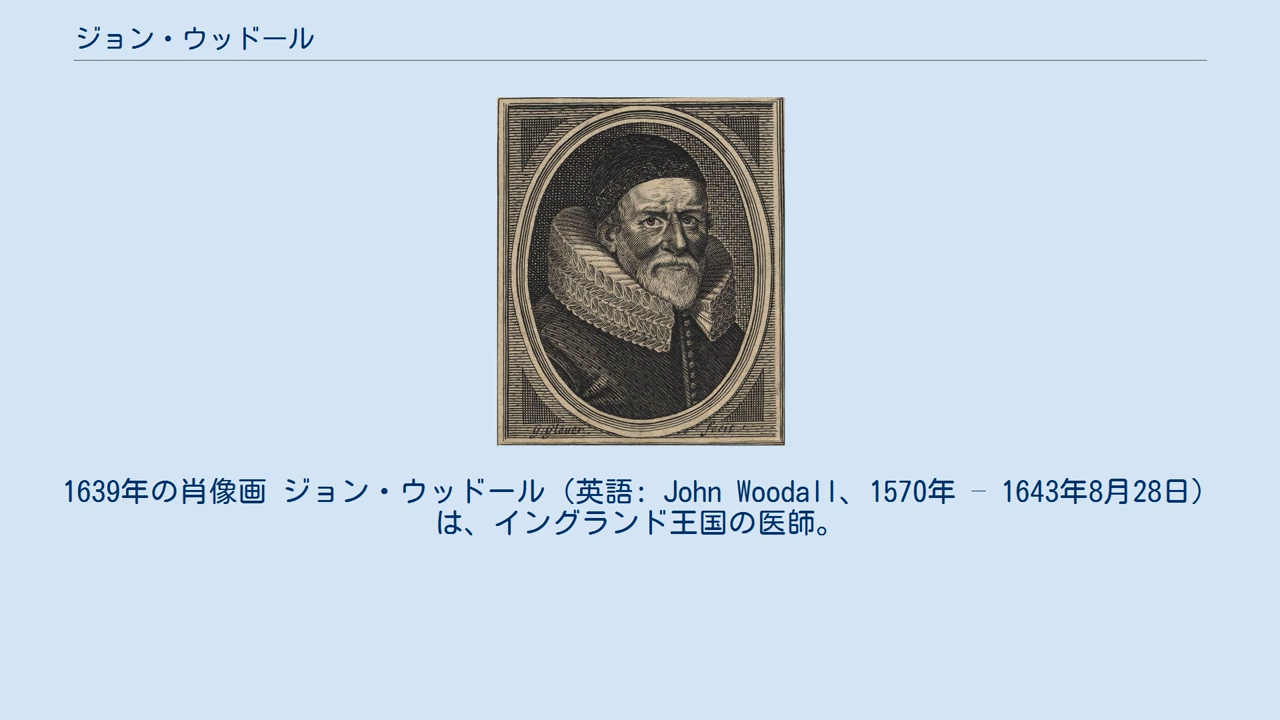 ジョン・ウッドール
1639年の肖像画 ジョン・ウッドール（英語: John Woodall、1570年 – 1643年8月28日）
は、イングランド王国の医師。